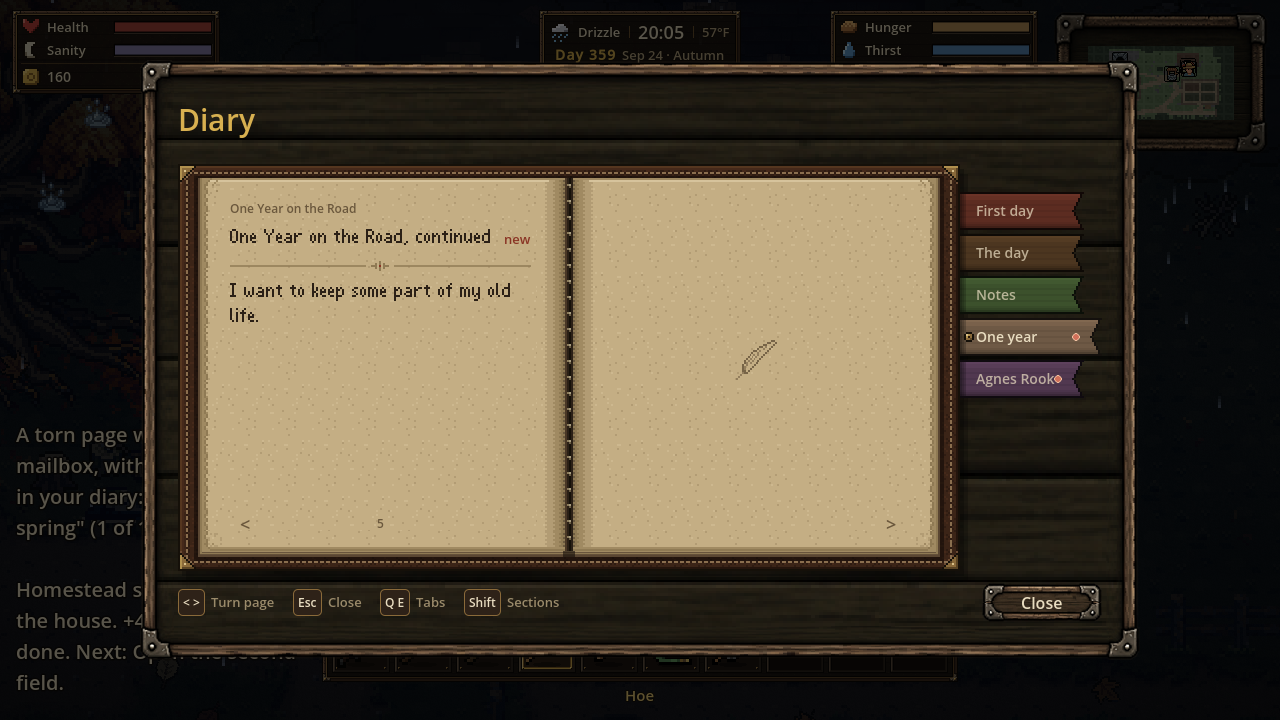 Health
Sanity
160
Drizzle 20:05 57°F
Day 359 Sep 24 · Autumn
Hunger
Thirst
Diary
One Year on the Road
One Year on the Road, continued new
I want to keep some part of my old
life.
< 5
>
First day
The day
Notes
One year
Agnes Rook
A torn page
mailbox, with
in your diary:
spring" (1 of
Homestead
the house.
done. Next: second
field.
< > Turn page Esc Close Q E Tabs Shift Sections
Close
Hoe